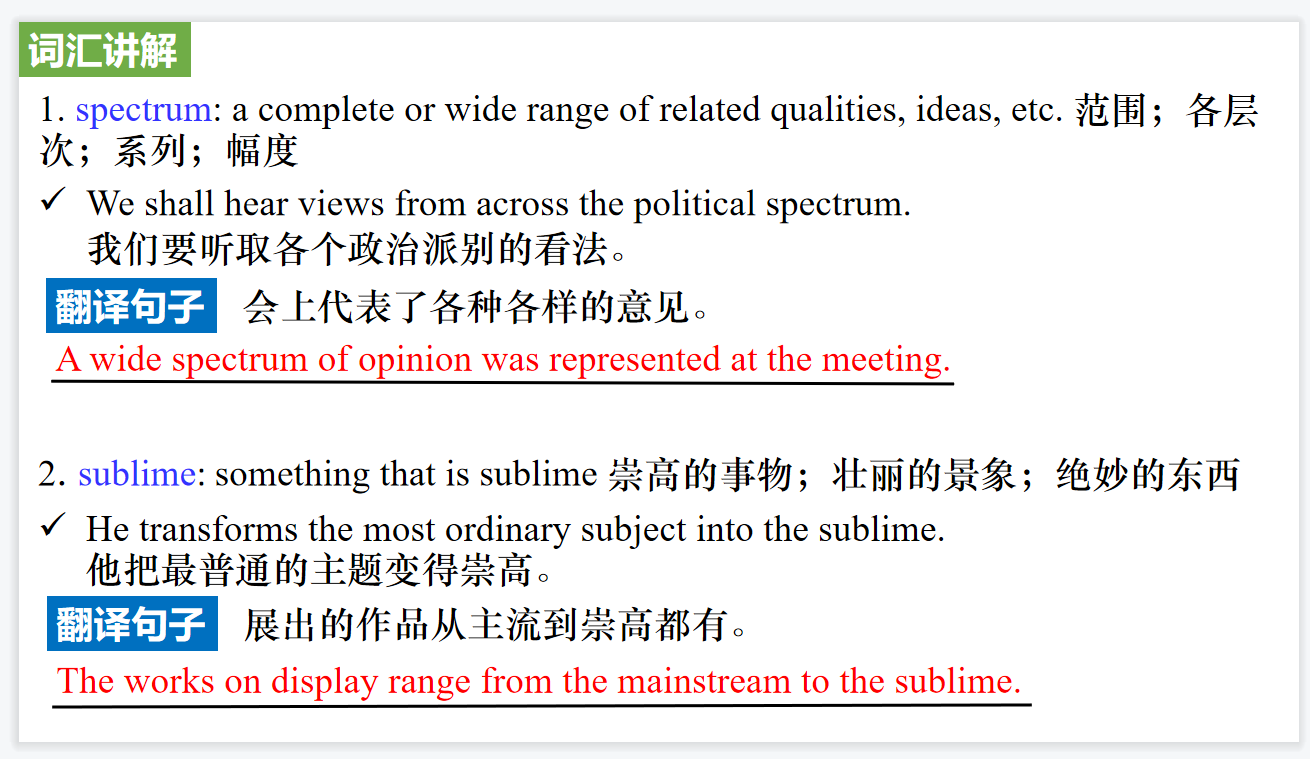 词汇讲解
1. spectrum: a complete or wide range of related qualities, ideas, etc. 范围；各层
次；系列；幅度
✓ We shall hear views from across the political spectrum.
我们要听取各个政治派别的看法。
翻译句子 会上代表了各种各样的意见。
A wide spectrum of opinion was represented at the meeting.
2. sublime: something that is sublime 崇高的事物；壮丽的景象；绝妙的东西
✓ He transforms the most ordinary subject into the sublime.
他把最普通的主题变得崇高。
翻译句子 展出的作品从主流到崇高都有。
The works on display range from the mainstream to the sublime.